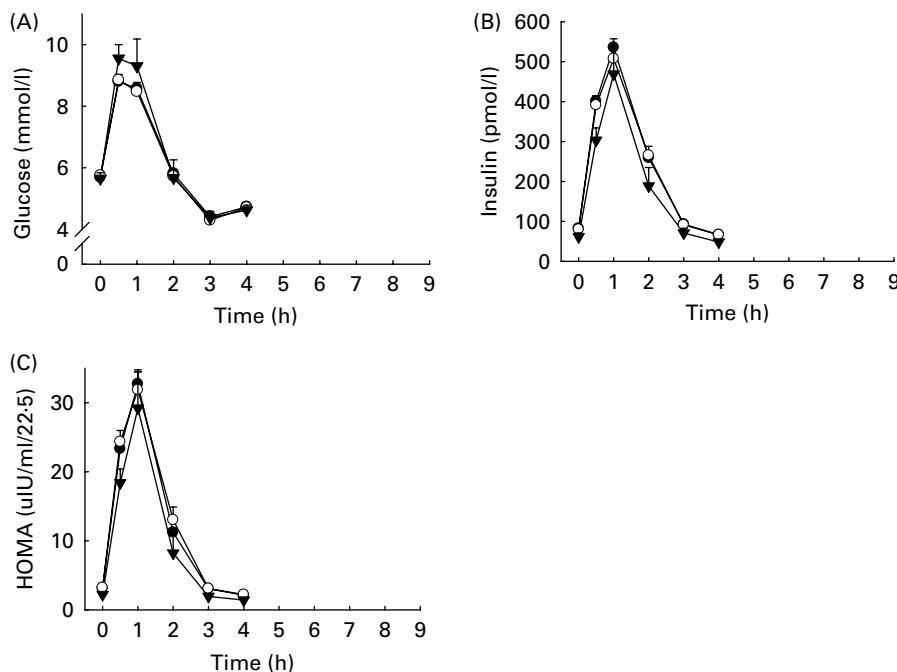 (A)
10
8
6
4
0
Glucose (mmol/l)
0 1 2 3 4 5 6 7 8 9
Time (h)
(B)
600
500
400
300
200
100
0
Insulin (pmol/l)
0 1 2 3 4 5 6 7 8 9
Time (h)
(C)
30
20
10
0
HOMA (uIU/ml/22·5)
0 1 2 3 4 5 6 7 8 9
Time (h)